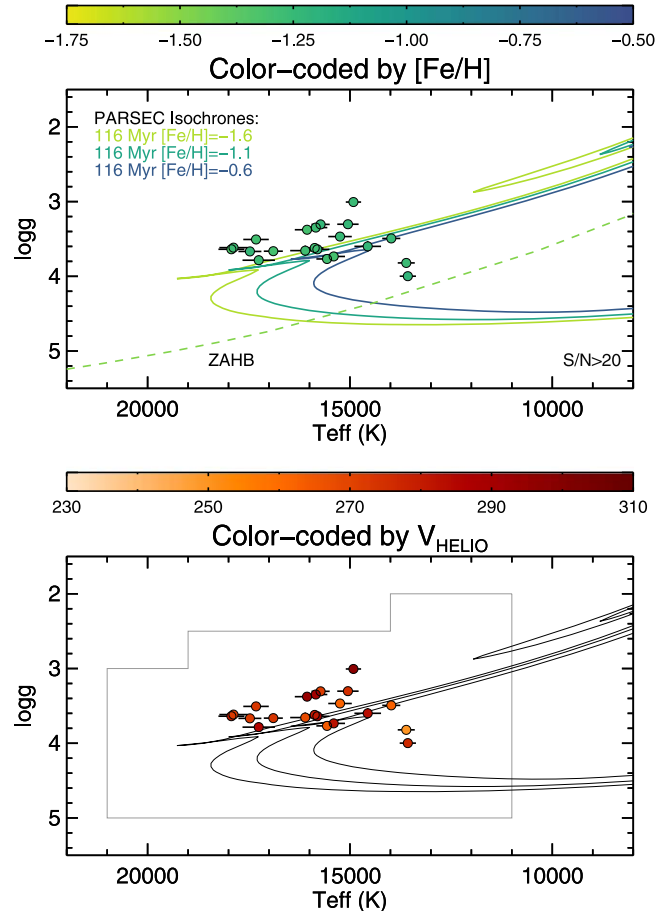 −1.75 −1.50 −1.25 −1.00 −0.75 −0.50
Color−coded by [Fe/H]
PARSEC Isochrones:
116 Myr [Fe/H]=−1.6
116 Myr [Fe/H]=−1.1
116 Myr [Fe/H]=−0.6
2
3
4
5
logg
ZAHB
S/N>20
20000 15000 10000
Teff (K)
230 250 270 290 310
Color−coded by VHELIO
2
3
4
5
logg
20000 15000 10000
Teff (K)